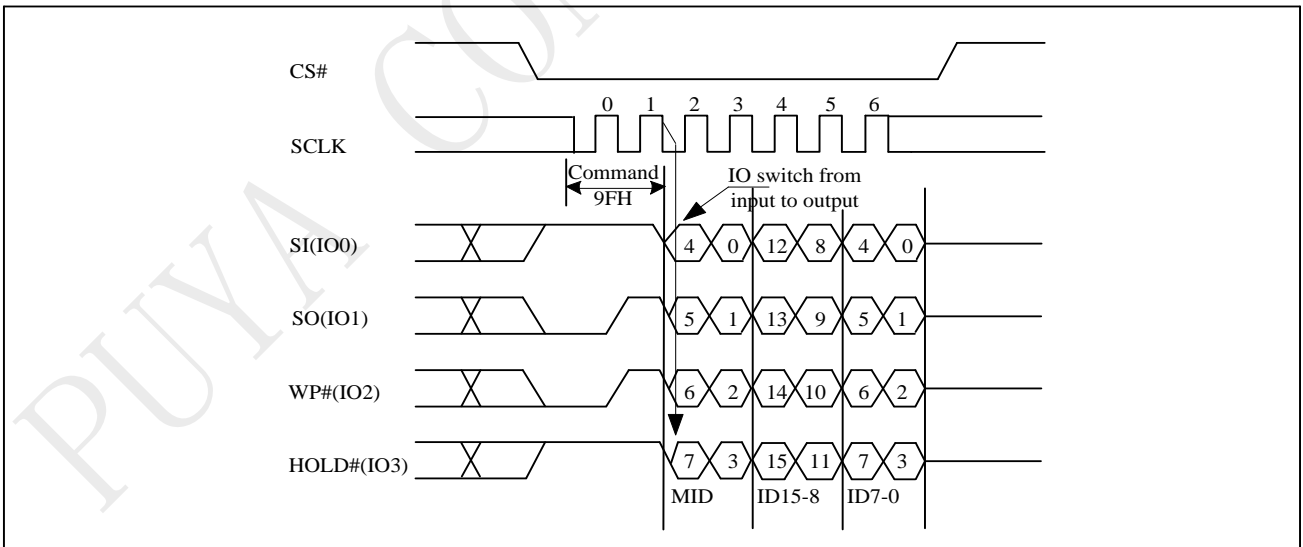 PUYA CON
CS#
0 1 2 3 4 5 6
SCLK
Command
9FH
IO switch from
input to output
SI(IO0)
4 0 12 8 4 0
SO(IO1)
5 1 13 9 5 1
WP#(IO2)
6 2 14 10 6 2
HOLD#(IO3)
7 3 15 11 7 3
MID ID15-8 ID7-0